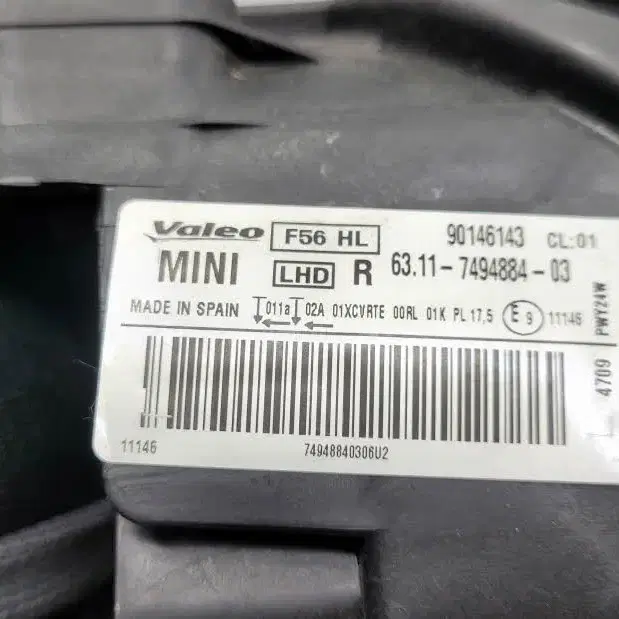 Valeo F56 HL 90146143 CL:01
MINI LHD R 63.11-7494884-03
MADE IN SPAIN 011a 02A 01XCVRTE 00RL 01K PL 17,5 E9 11146
11146 74948840306U2
4709 PWY24W